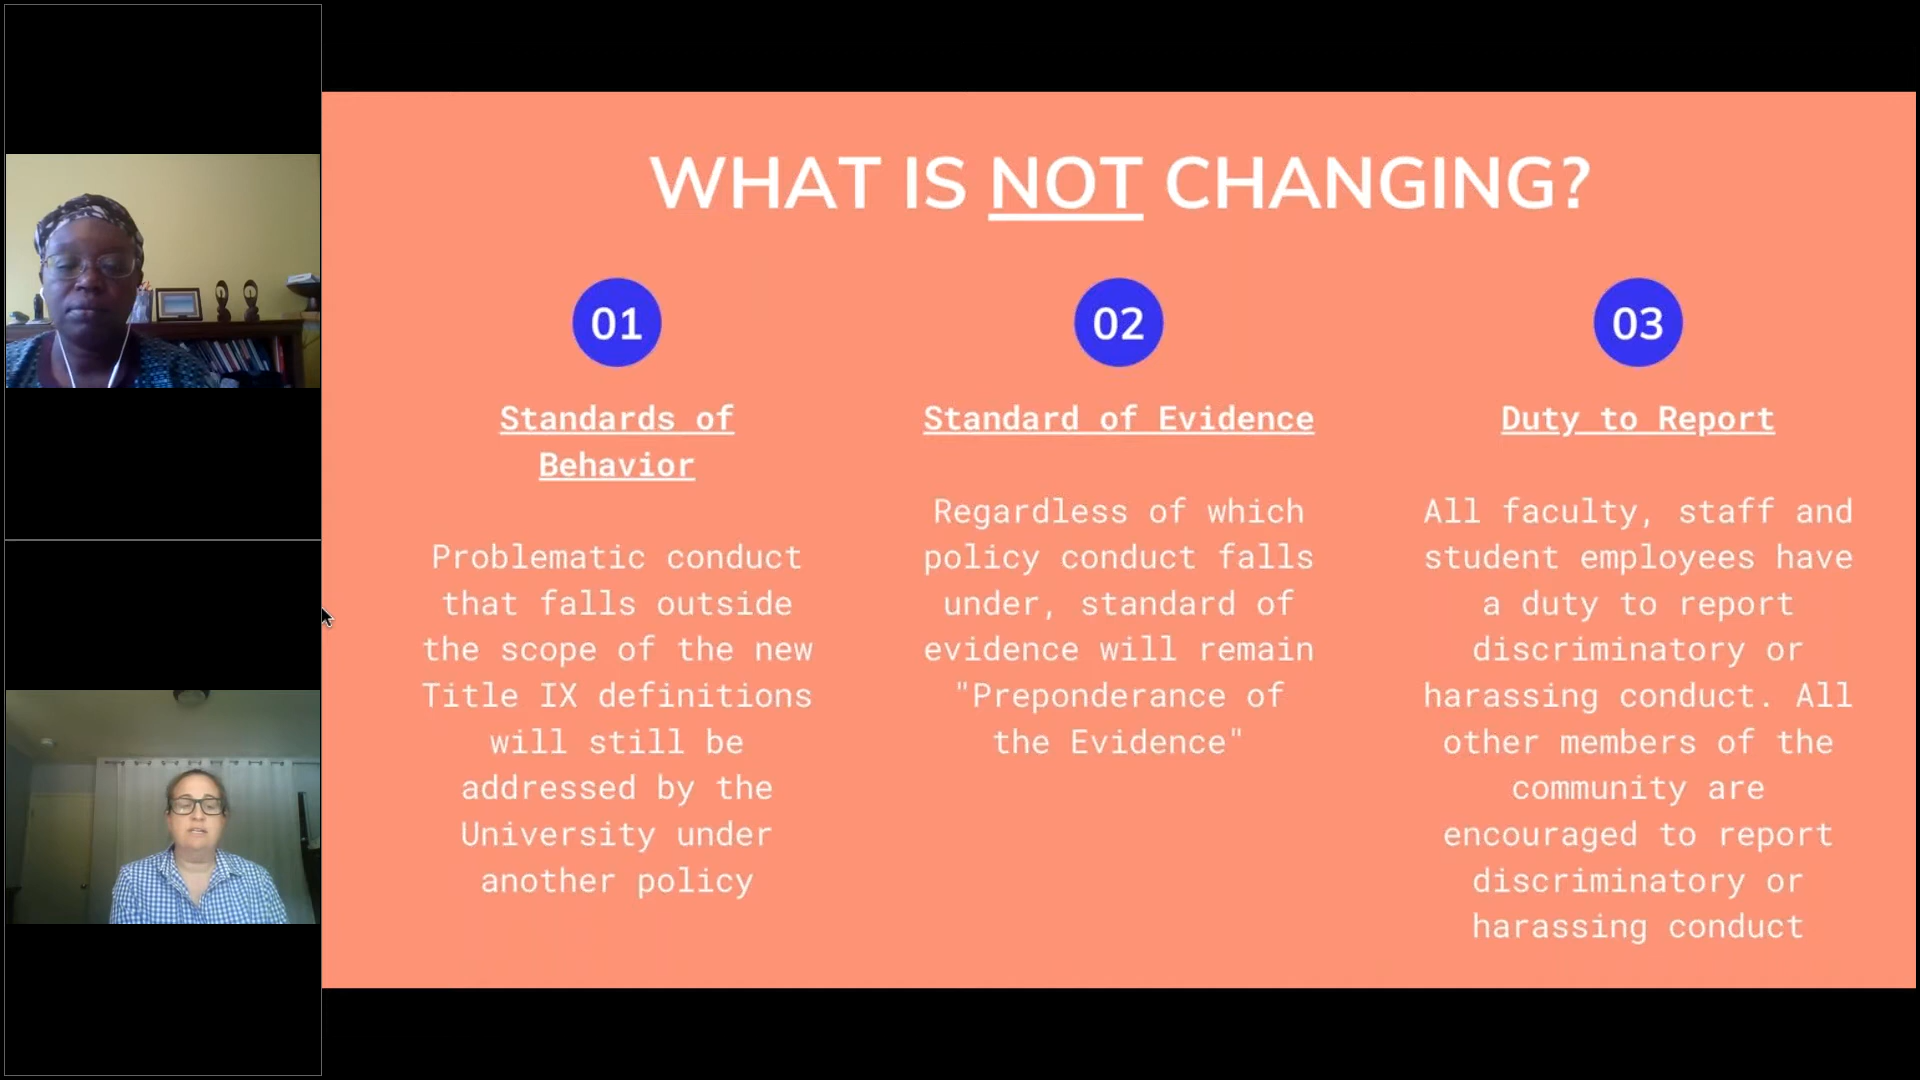 WHAT IS NOT CHANGING?
01
Standards of
Behavior
Problematic conduct
that falls outside
the scope of the new
Title IX definitions
will still be
addressed by the
University under
another policy
02
Standard of Evidence
Regardless of which
policy conduct falls
under, standard of
evidence will remain
"Preponderance of
the Evidence"
03
Duty to Report
All faculty, staff and
student employees have
a duty to report
discriminatory or
harassing conduct. All
other members of the
community are
encouraged to report
discriminatory or
harassing conduct